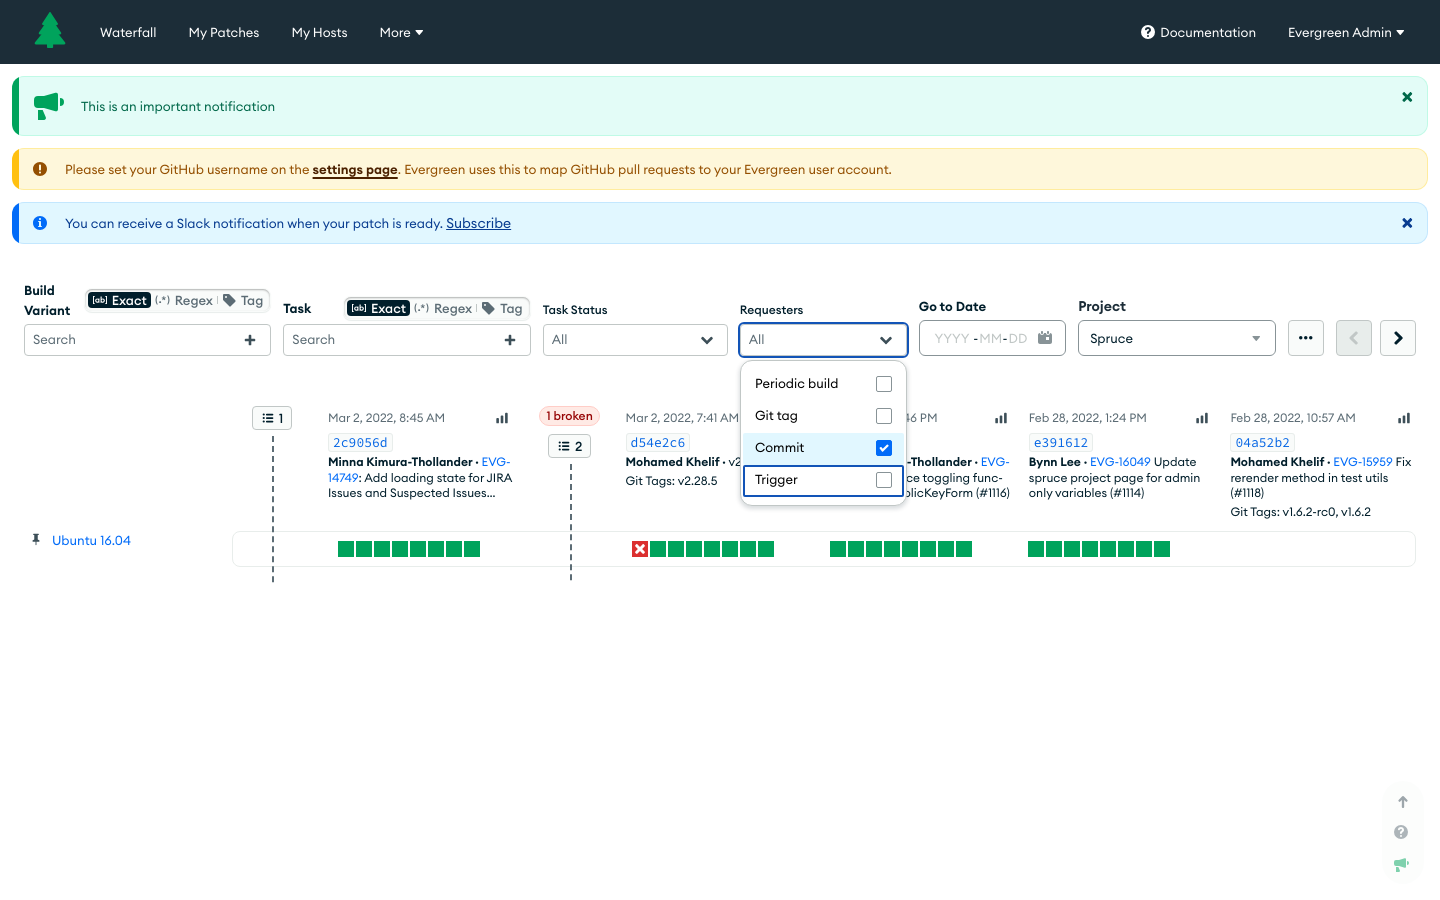 Waterfall
My Patches
My Hosts
More
Documentation
Evergreen Admin
This is an important notification
Please set your GitHub username on the settings page. Evergreen uses this to map GitHub pull requests to your Evergreen user account.
You can receive a Slack notification when your patch is ready. Subscribe
Build
Variant
[ab] Exact (.*) Regex Tag
Search
Task
[ab] Exact (.*) Regex Tag
Search
Task Status
All
Requesters
All
Go to Date
YYYY-MM-DD
Project
Spruce
Periodic build
Git tag
Commit
Trigger
1
Mar 2, 2022, 8:45 AM
2c9056d
Minna Kimura-Thollander · EVG-
14749: Add loading state for JIRA
Issues and Suspected Issues...
1 broken
2
Mar 2, 2022, 7:41 AM
d54e2c6
Mohamed Khelif · v2
Git Tags: v2.28.5
46 PM
-Thollander · EVG-
ce toggling func-
blicKeyForm (#1116)
Feb 28, 2022, 1:24 PM
e391612
Bynn Lee · EVG-16049 Update
spruce project page for admin
only variables (#1114)
Feb 28, 2022, 10:57 AM
04a52b2
Mohamed Khelif · EVG-15959 Fix
rerender method in test utils
(#1118)
Git Tags: v1.6.2-rc0, v1.6.2
Ubuntu 16.04